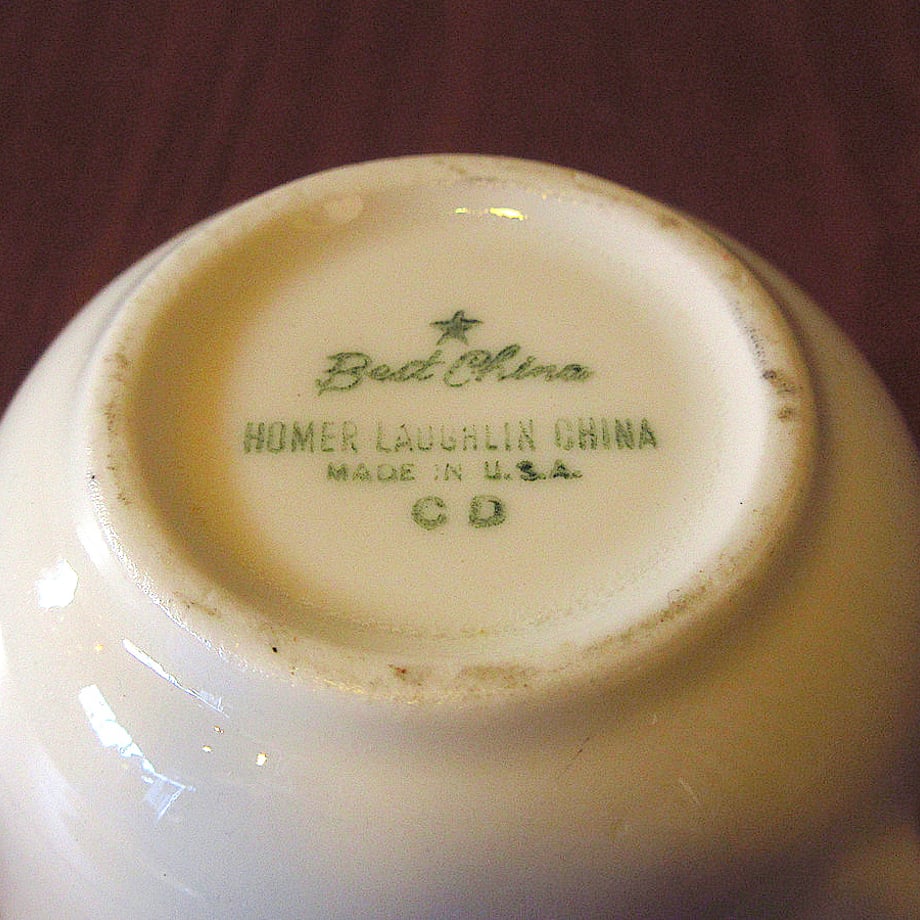 Best China
HOMER LAUGHLIN CHINA
MADE IN U.S.A.
C D